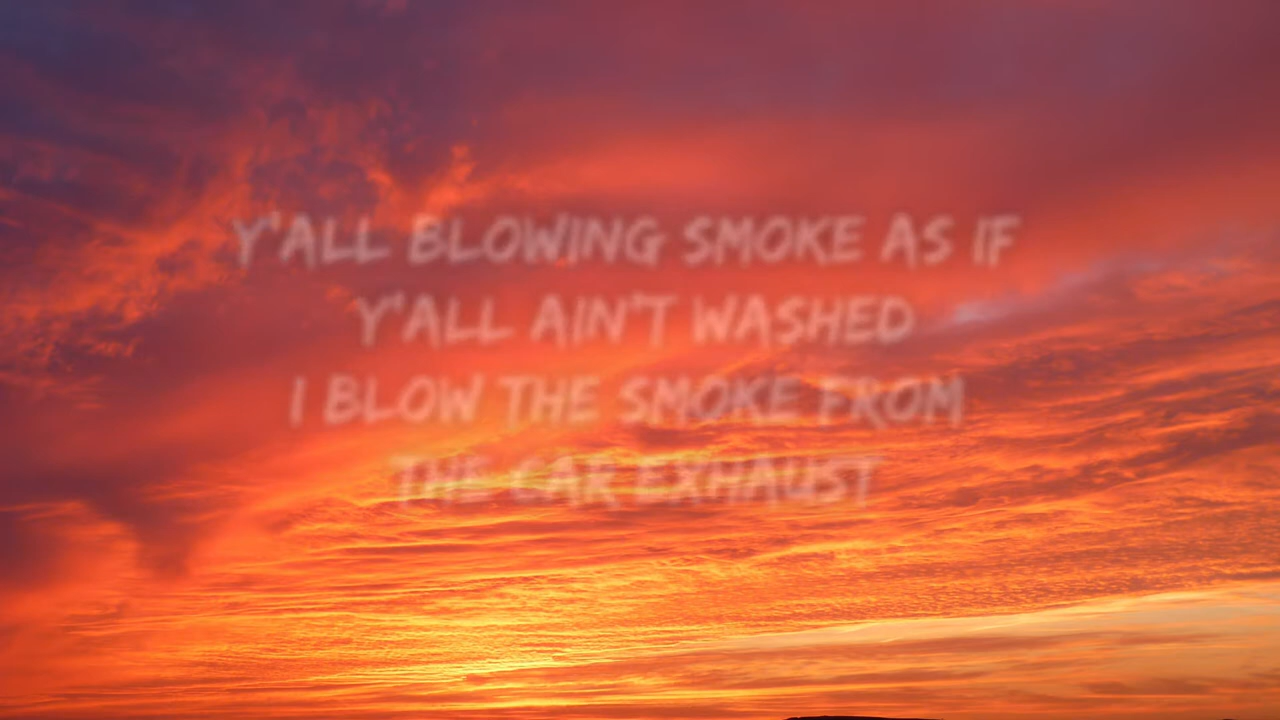 Y'ALL BLOWING SMOKE AS IF
Y'ALL AIN'T WASHED
I BLOW THE SMOKE FROM
THE CAR EXHAUST